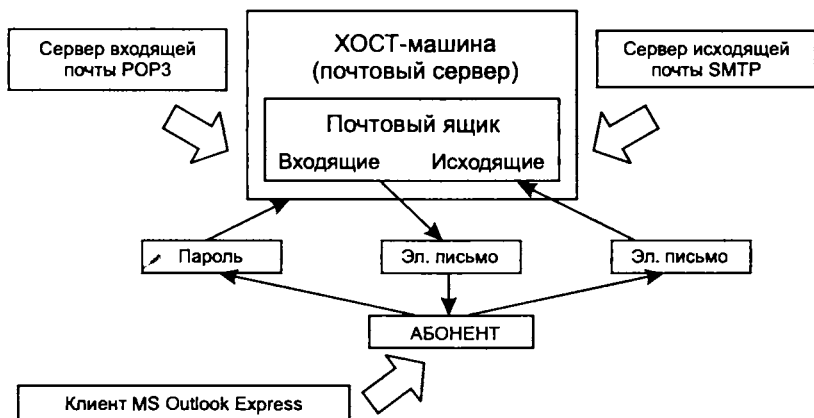 Сервер входящей
почты POP3
ХОСТ-машина
(почтовый сервер)
Сервер исходящей
почты SMTP
Почтовый ящик
Входящие Исходящие
Пароль
Эл. письмо
Эл. письмо
АБОНЕНТ
Клиент MS Outlook Express